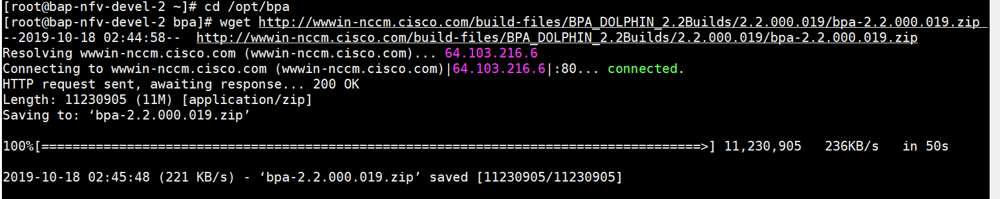 [root@bap-nfv-devel-2 ~]# cd /opt/bpa
[root@bap-nfv-devel-2 bpa]# wget http://wwwin-nccm.cisco.com/build-files/BPA_DOLPHIN_2.2Builds/2.2.000.019/bpa-2.2.000.019.zip
--2019-10-18 02:44:58--  http://wwwin-nccm.cisco.com/build-files/BPA_DOLPHIN_2.2Builds/2.2.000.019/bpa-2.2.000.019.zip
Resolving wwwin-nccm.cisco.com (wwwin-nccm.cisco.com)... 64.103.216.6
Connecting to wwwin-nccm.cisco.com (wwwin-nccm.cisco.com)|64.103.216.6|:80... connected.
HTTP request sent, awaiting response... 200 OK
Length: 11230905 (11M) [application/zip]
Saving to: ‘bpa-2.2.000.019.zip’
100%[=====================================================================================>] 11,230,905   236KB/s   in 50s
2019-10-18 02:45:48 (221 KB/s) - ‘bpa-2.2.000.019.zip’ saved [11230905/11230905]